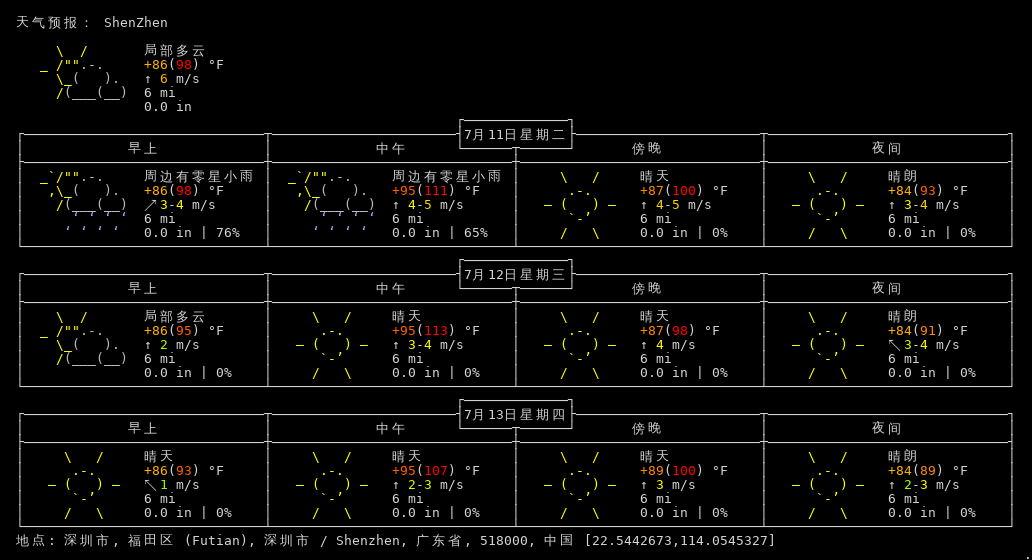 天气预报： ShenZhen
局部多云
+86(98) °F
↑ 6 m/s
6 mi
0.0 in
7月11日星期二
早上 中午 傍晚 夜间
周边有零星小雨 周边有零星小雨 晴天 晴朗
+86(98) °F +95(111) °F +87(100) °F +84(93) °F
↗ 3-4 m/s ↑ 4-5 m/s ↑ 4-5 m/s ↑ 3-4 m/s
6 mi 6 mi 6 mi 6 mi
0.0 in | 76% 0.0 in | 65% 0.0 in | 0% 0.0 in | 0%
7月12日星期三
早上 中午 傍晚 夜间
局部多云 晴天 晴天 晴朗
+86(95) °F +95(113) °F +87(98) °F +84(91) °F
↑ 2 m/s ↑ 3-4 m/s ↑ 4 m/s ↖ 3-4 m/s
6 mi 6 mi 6 mi 6 mi
0.0 in | 0% 0.0 in | 0% 0.0 in | 0% 0.0 in | 0%
7月13日星期四
早上 中午 傍晚 夜间
晴天 晴天 晴天 晴朗
+86(93) °F +95(107) °F +89(100) °F +84(89) °F
↖ 1 m/s ↑ 2-3 m/s ↑ 3 m/s ↑ 2-3 m/s
6 mi 6 mi 6 mi 6 mi
0.0 in | 0% 0.0 in | 0% 0.0 in | 0% 0.0 in | 0%
地点: 深圳市, 福田区 (Futian), 深圳市 / Shenzhen, 广东省, 518000, 中国 [22.5442673,114.0545327]